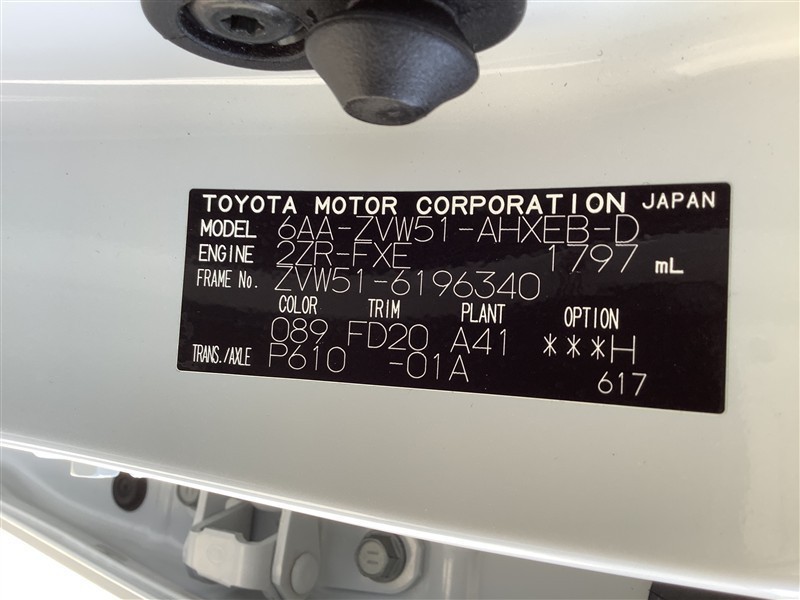 TOYOTA MOTOR CORPORATION JAPAN
MODEL 6AA-ZVW51-AHXEB-D
ENGINE 2ZR-FXE 1797 mL
FRAME No. ZVW51-6196340
COLOR TRIM PLANT OPTION
089 FD20 A41 ***H
TRANS./AXLE P610 -01A 617